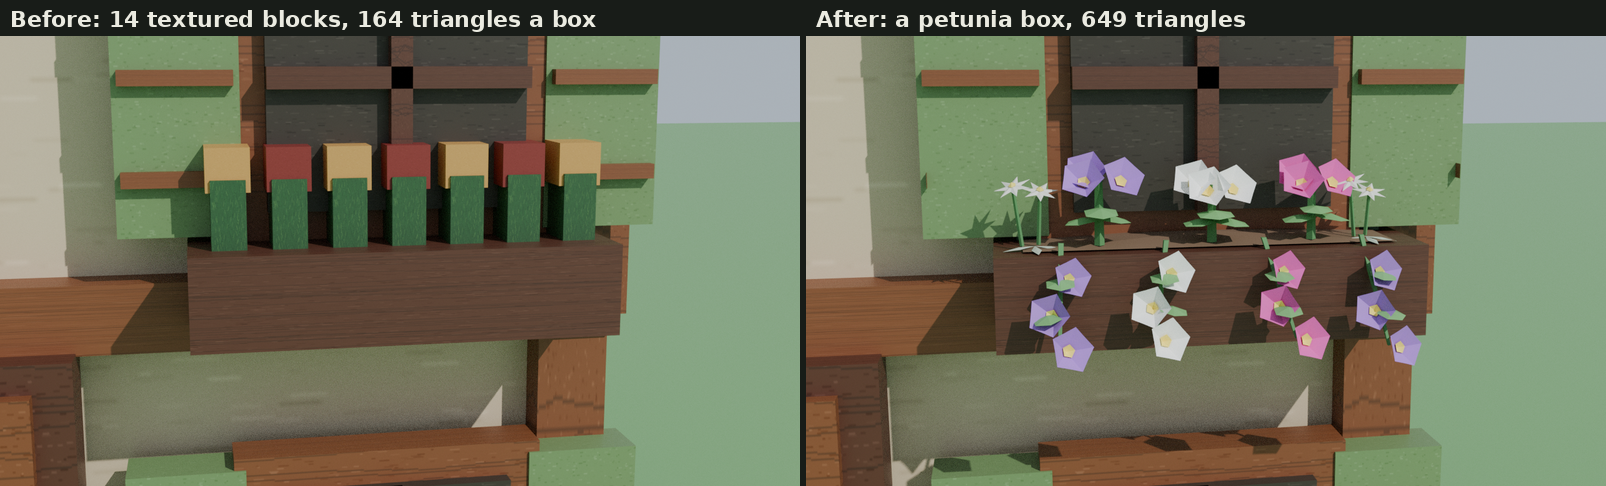 Before: 14 textured blocks, 164 triangles a box
After: a petunia box, 649 triangles